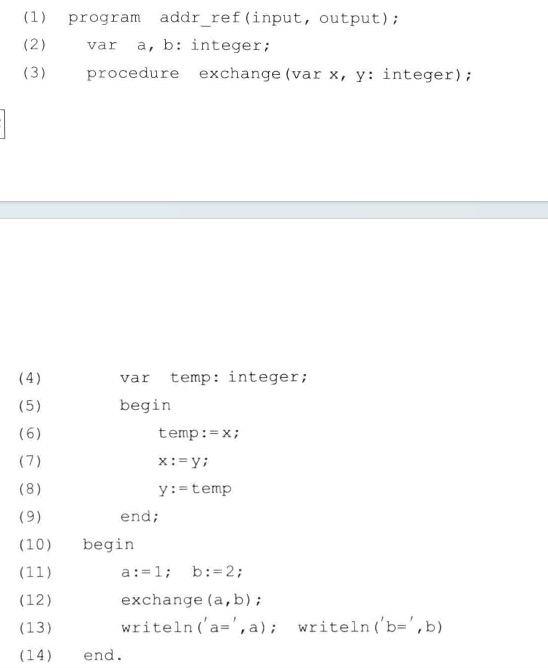 (1) program addr_ref(input, output);
(2) var a, b: integer;
(3) procedure exchange(var x, y: integer);
(4) var temp: integer;
(5) begin
(6) temp:=x;
(7) x:=y;
(8) y:=temp
(9) end;
(10) begin
(11) a:=1; b:=2;
(12) exchange(a,b);
(13) writeln('a=',a); writeln('b=',b)
(14) end.